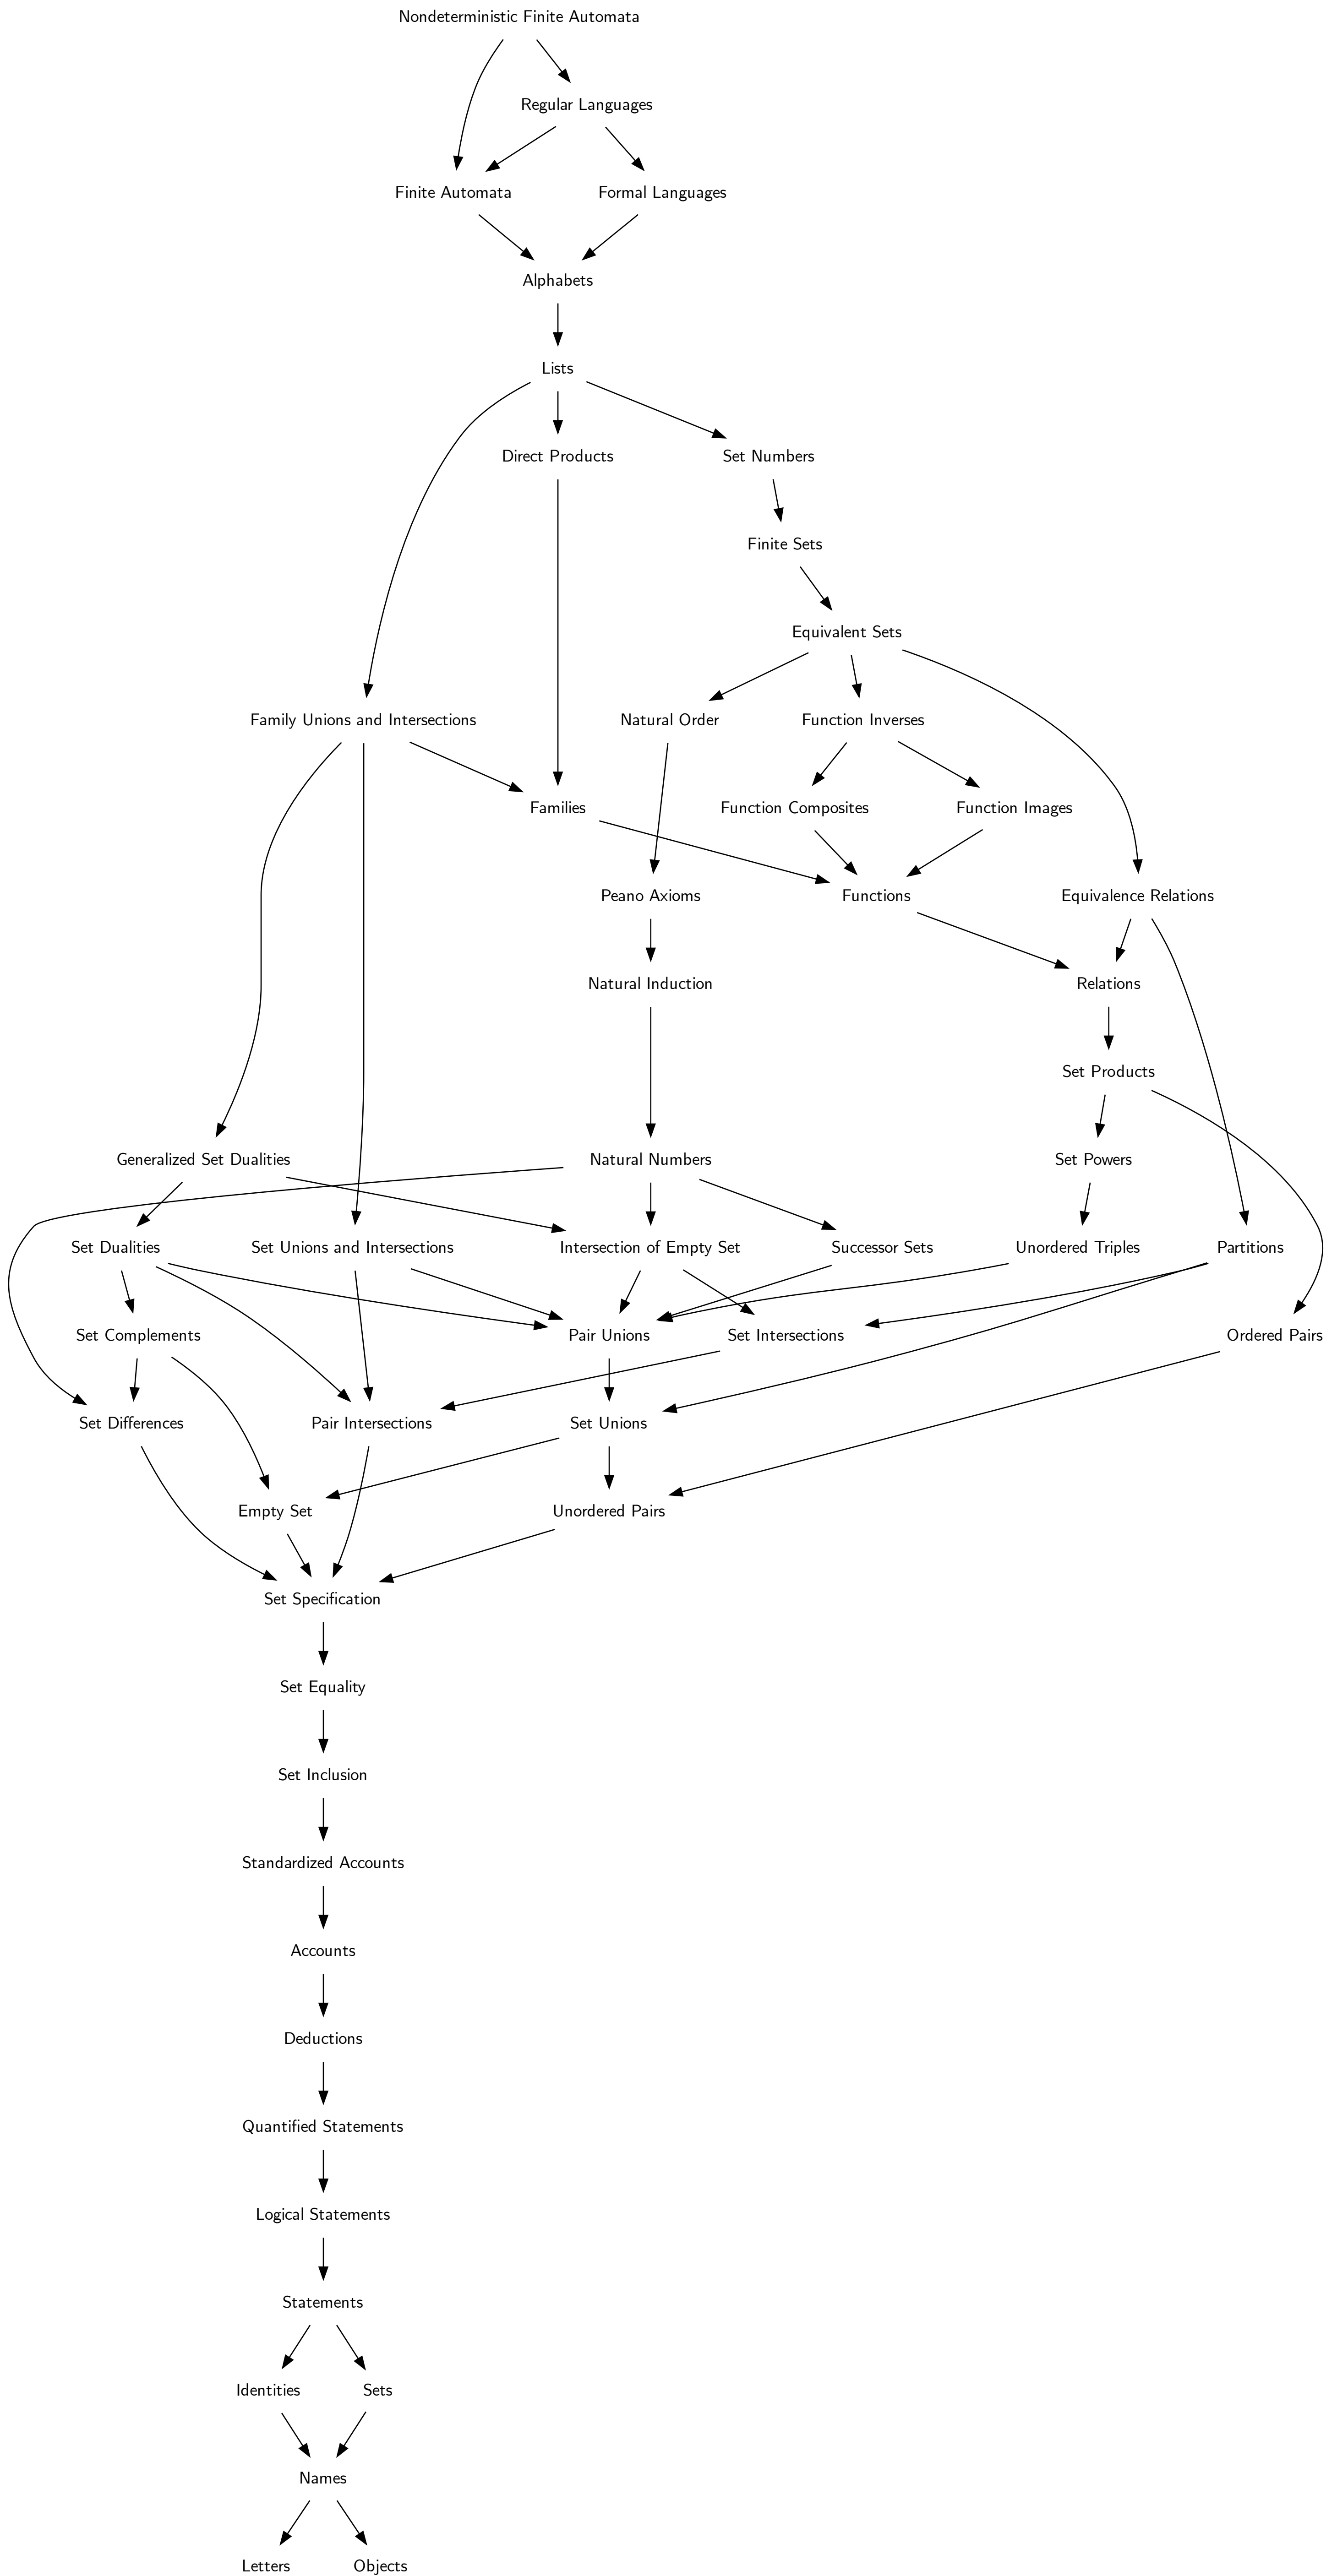 Nondeterministic Finite Automata
Regular Languages
Finite Automata
Formal Languages
Alphabets
Lists
Direct Products
Set Numbers
Finite Sets
Equivalent Sets
Family Unions and Intersections
Natural Order
Function Inverses
Families
Function Composites
Function Images
Peano Axioms
Functions
Equivalence Relations
Natural Induction
Relations
Set Products
Generalized Set Dualities
Natural Numbers
Set Powers
Set Dualities
Set Unions and Intersections
Intersection of Empty Set
Successor Sets
Unordered Triples
Partitions
Set Complements
Pair Unions
Set Intersections
Ordered Pairs
Set Differences
Pair Intersections
Set Unions
Empty Set
Unordered Pairs
Set Specification
Set Equality
Set Inclusion
Standardized Accounts
Accounts
Deductions
Quantified Statements
Logical Statements
Statements
Identities
Sets
Names
Letters
Objects